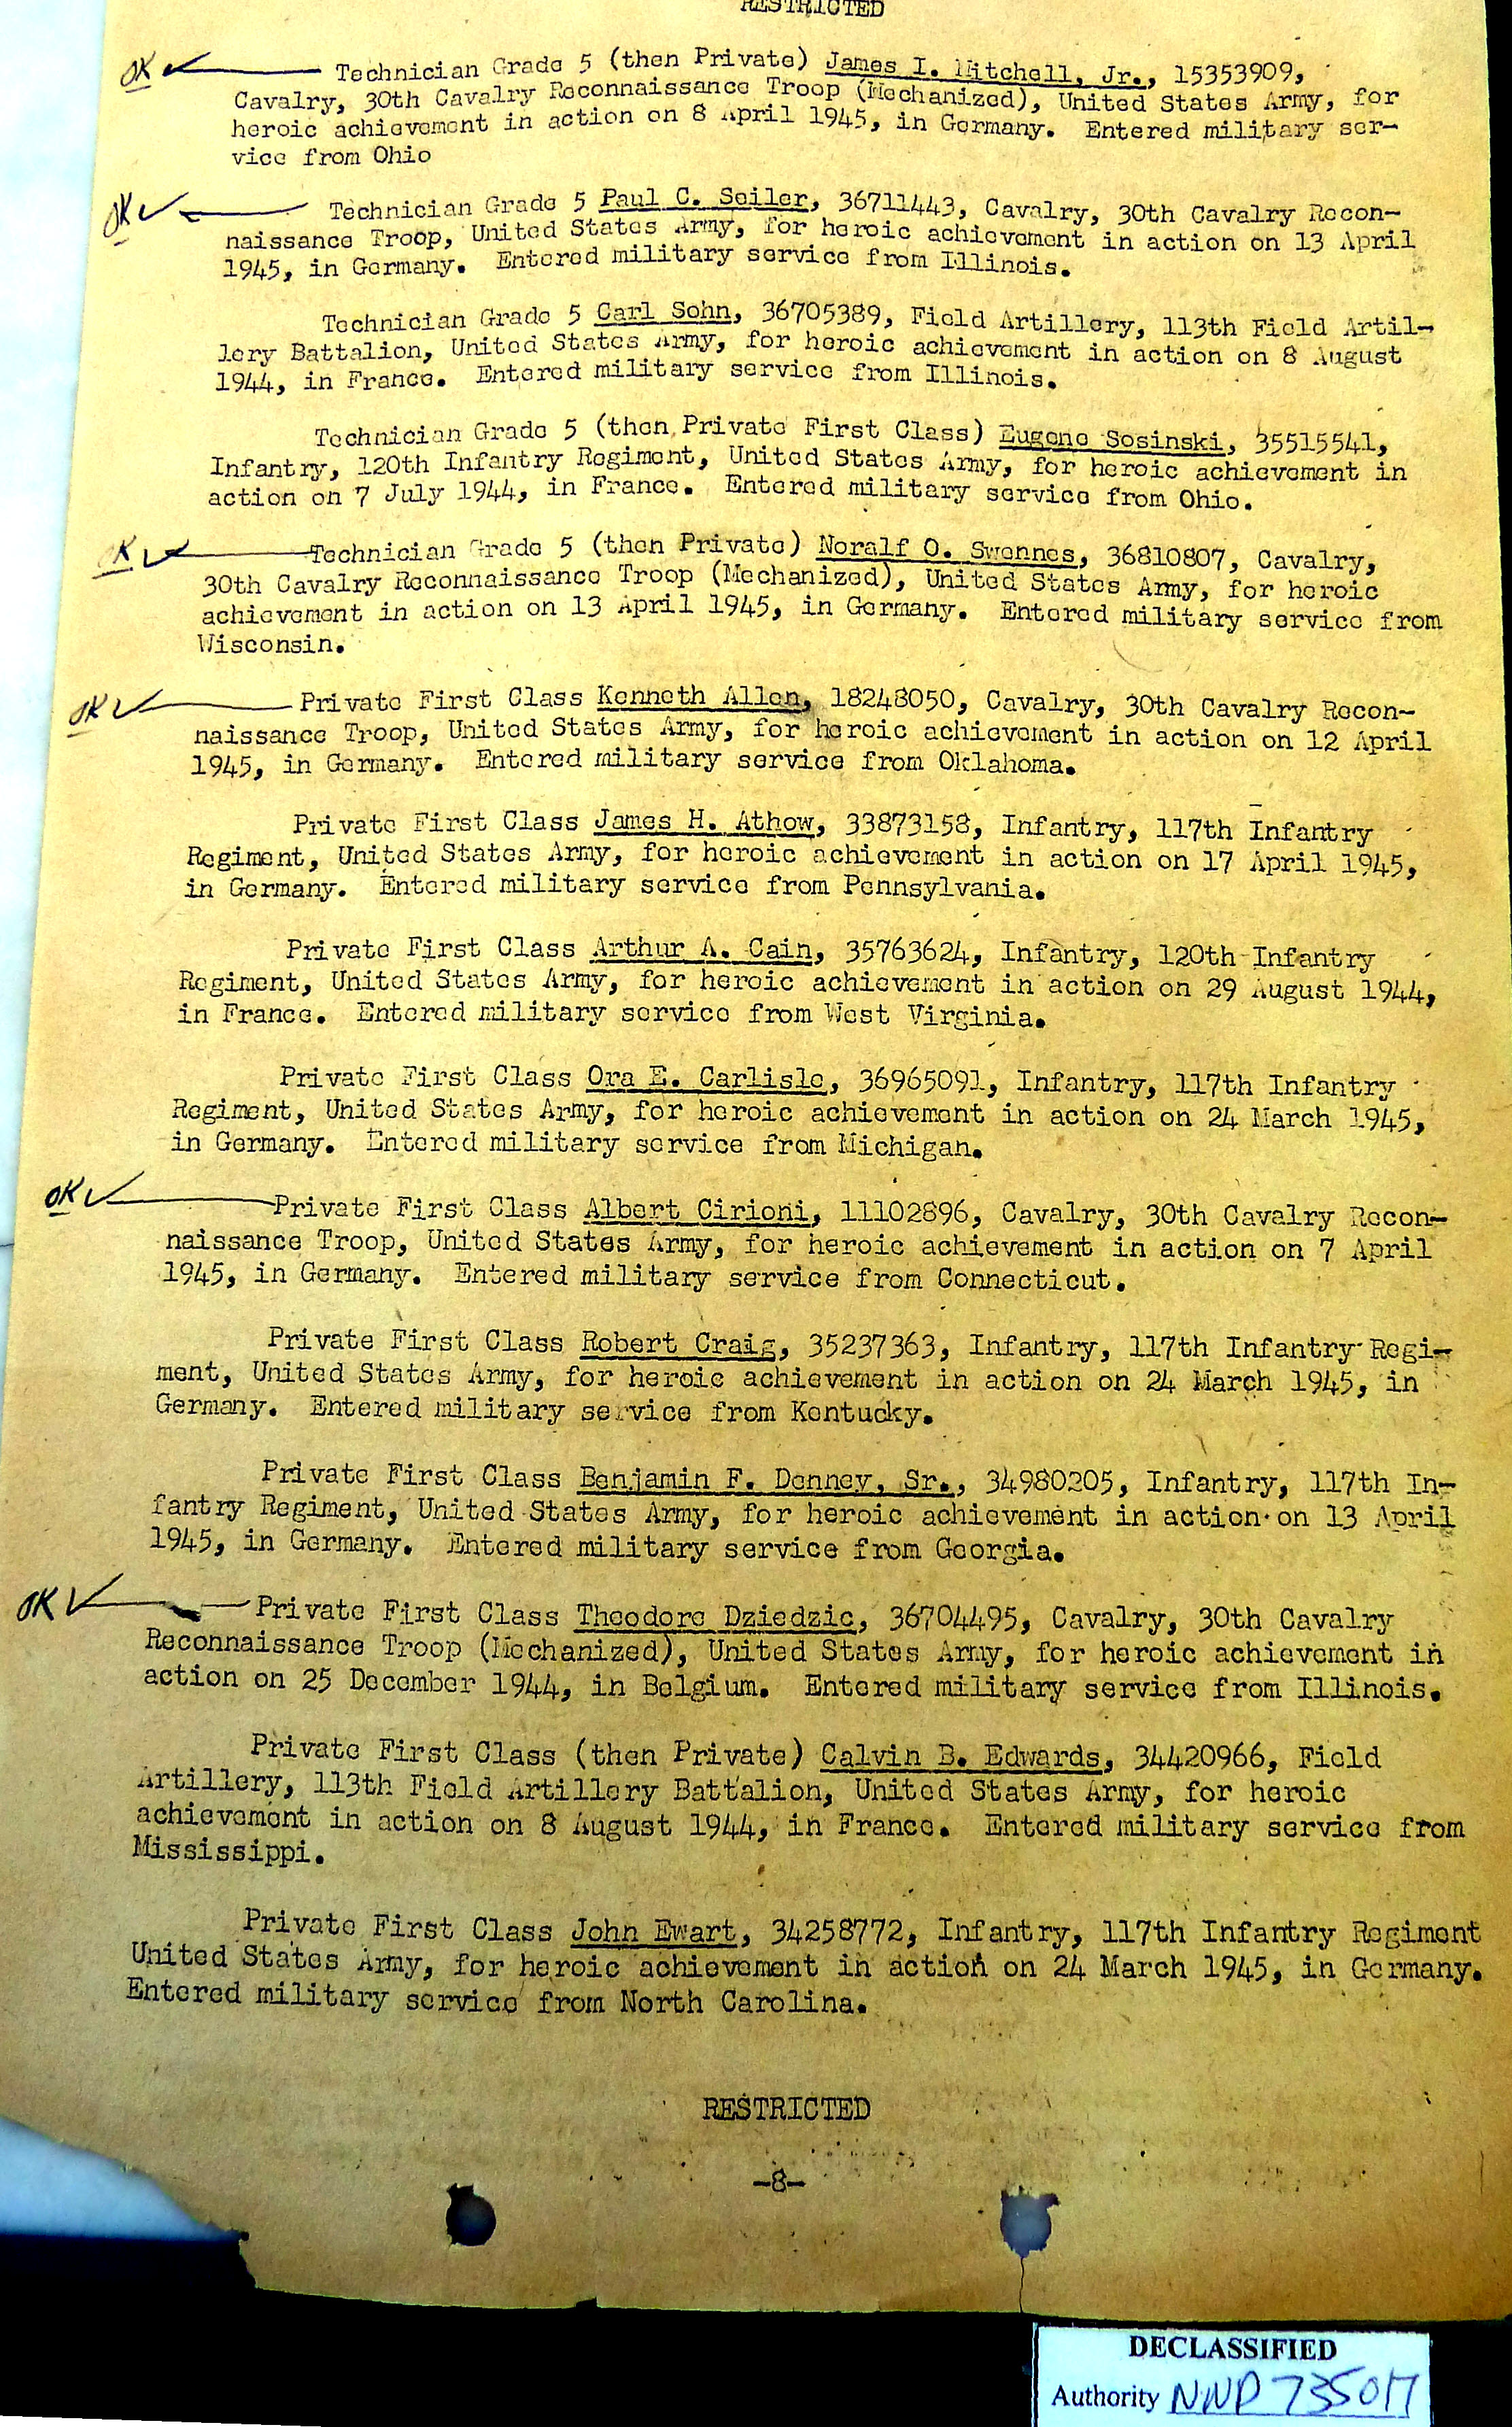 RESTRICTED
OK ✓ Technician Grade 5 (then Private) James I. Mitchell, Jr., 15353909,
Cavalry, 30th Cavalry Reconnaissance Troop (Mechanized), United States Army, for
heroic achievement in action on 8 April 1945, in Germany. Entered military ser-
vice from Ohio
OK ✓ Technician Grade 5 Paul C. Seiler, 36711443, Cavalry, 30th Cavalry Recon-
naissance Troop, United States Army, for heroic achievement in action on 13 April
1945, in Germany. Entered military service from Illinois.
Technician Grade 5 Carl Sohn, 36705389, Field Artillery, 113th Field Artil-
lery Battalion, United States Army, for heroic achievement in action on 8 August
1944, in France. Entered military service from Illinois.
Technician Grade 5 (then Private First Class) Eugene Sosinski, 35515541,
Infantry, 120th Infantry Regiment, United States Army, for heroic achievement in
action on 7 July 1944, in France. Entered military service from Ohio.
OK ✓ Technician Grade 5 (then Private) Noralf O. Swennes, 36810807, Cavalry,
30th Cavalry Reconnaissance Troop (Mechanized), United States Army, for heroic
achievement in action on 13 April 1945, in Germany. Entered military service from
Wisconsin.
OK ✓ Private First Class Kenneth Allen, 18248050, Cavalry, 30th Cavalry Recon-
naissance Troop, United States Army, for heroic achievement in action on 12 April
1945, in Germany. Entered military service from Oklahoma.
Private First Class James H. Athow, 33873158, Infantry, 117th Infantry
Regiment, United States Army, for heroic achievement in action on 17 April 1945,
in Germany. Entered military service from Pennsylvania.
Private First Class Arthur A. Cain, 35763624, Infantry, 120th Infantry
Regiment, United States Army, for heroic achievement in action on 29 August 1944,
in France. Entered military service from West Virginia.
Private First Class Ora E. Carlisle, 36965091, Infantry, 117th Infantry
Regiment, United States Army, for heroic achievement in action on 24 March 1945,
in Germany. Entered military service from Michigan.
OK ✓ Private First Class Albert Cirioni, 11102896, Cavalry, 30th Cavalry Recon-
naissance Troop, United States Army, for heroic achievement in action on 7 April
1945, in Germany. Entered military service from Connecticut.
Private First Class Robert Craig, 35237363, Infantry, 117th Infantry Regi-
ment, United States Army, for heroic achievement in action on 24 March 1945, in
Germany. Entered military service from Kentucky.
Private First Class Benjamin F. Denney, Sr., 34980205, Infantry, 117th In-
fantry Regiment, United States Army, for heroic achievement in action on 13 April
1945, in Germany. Entered military service from Georgia.
OK ✓ Private First Class Theodore Dziedzic, 36704495, Cavalry, 30th Cavalry
Reconnaissance Troop (Mechanized), United States Army, for heroic achievement in
action on 25 December 1944, in Belgium. Entered military service from Illinois.
Private First Class (then Private) Calvin B. Edwards, 34420966, Field
Artillery, 113th Field Artillery Battalion, United States Army, for heroic
achievement in action on 8 August 1944, in France. Entered military service from
Mississippi.
Private First Class John Ewart, 34258772, Infantry, 117th Infantry Regiment
United States Army, for heroic achievement in action on 24 March 1945, in Germany.
Entered military service from North Carolina.
RESTRICTED
-8-
DECLASSIFIED
Authority NND 735017